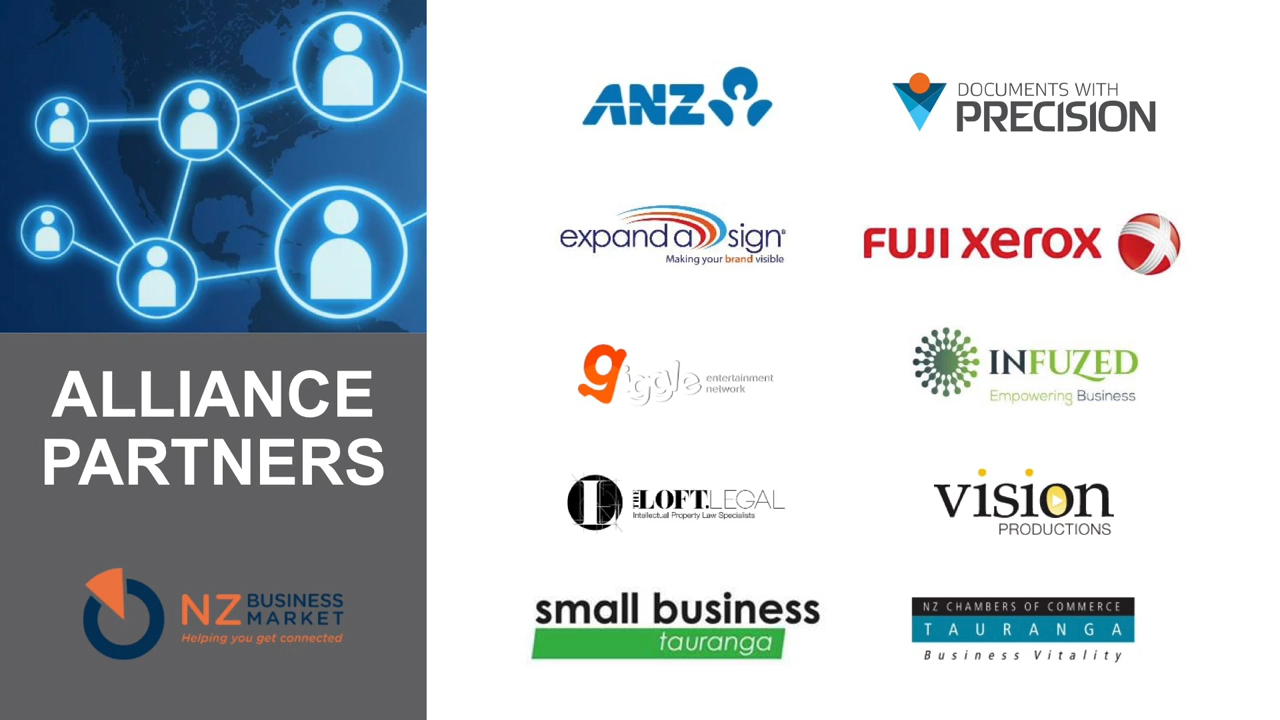 ALLIANCE
PARTNERS
NZ BUSINESS
MARKET
Helping you get connected
ANZ
DOCUMENTS WITH
PRECISION
expand a sign®
Making your brand visible
FUJI xerox
giggle entertainment
network
INFUZED
Empowering Business
THE LOFT.LEGAL
Intellectual Property Law Specialists
vision
PRODUCTIONS
small business
tauranga
NZ CHAMBERS OF COMMERCE
TAURANGA
Business Vitality